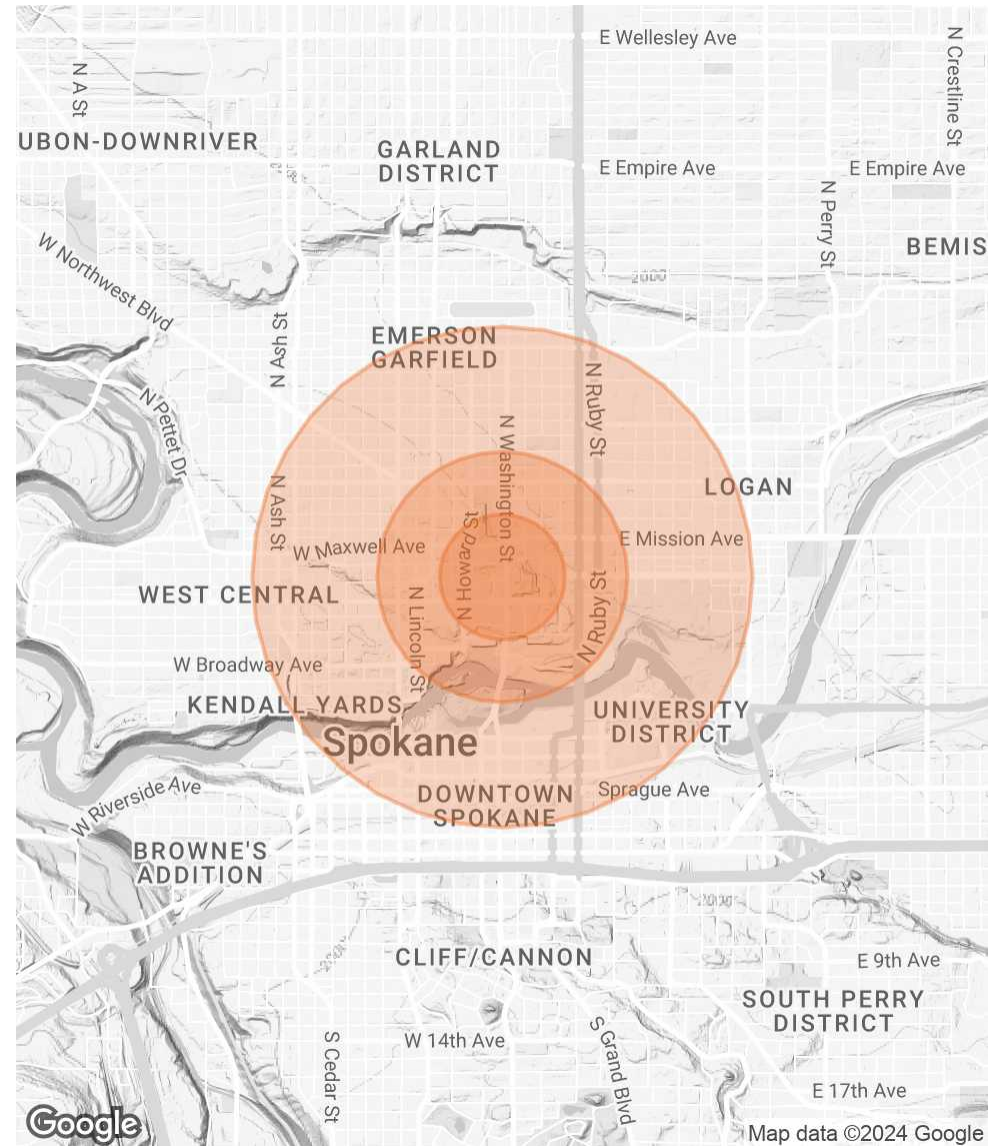 E Wellesley Ave
N Crestline St
N A St
UBON-DOWNRIVER
GARLAND
DISTRICT
E Empire Ave
E Empire Ave
N Perry St
W Northwest Blvd
BEMIS
2000
N Ash St
EMERSON
GARFIELD
N Ruby St
N Pettet Dr
N Washington St
LOGAN
N Ash St
N Howard St
E Mission Ave
W Maxwell Ave
WEST CENTRAL
N Lincoln St
N Ruby St
W Broadway Ave
KENDALL YARDS
UNIVERSITY
DISTRICT
Spokane
W Riverside Ave
DOWNTOWN
SPOKANE
Sprague Ave
BROWNE'S
ADDITION
CLIFF/CANNON
E 9th Ave
SOUTH PERRY
DISTRICT
W 14th Ave
S Cedar St
S Grand Blvd
E 17th Ave
Google
Map data ©2024 Google